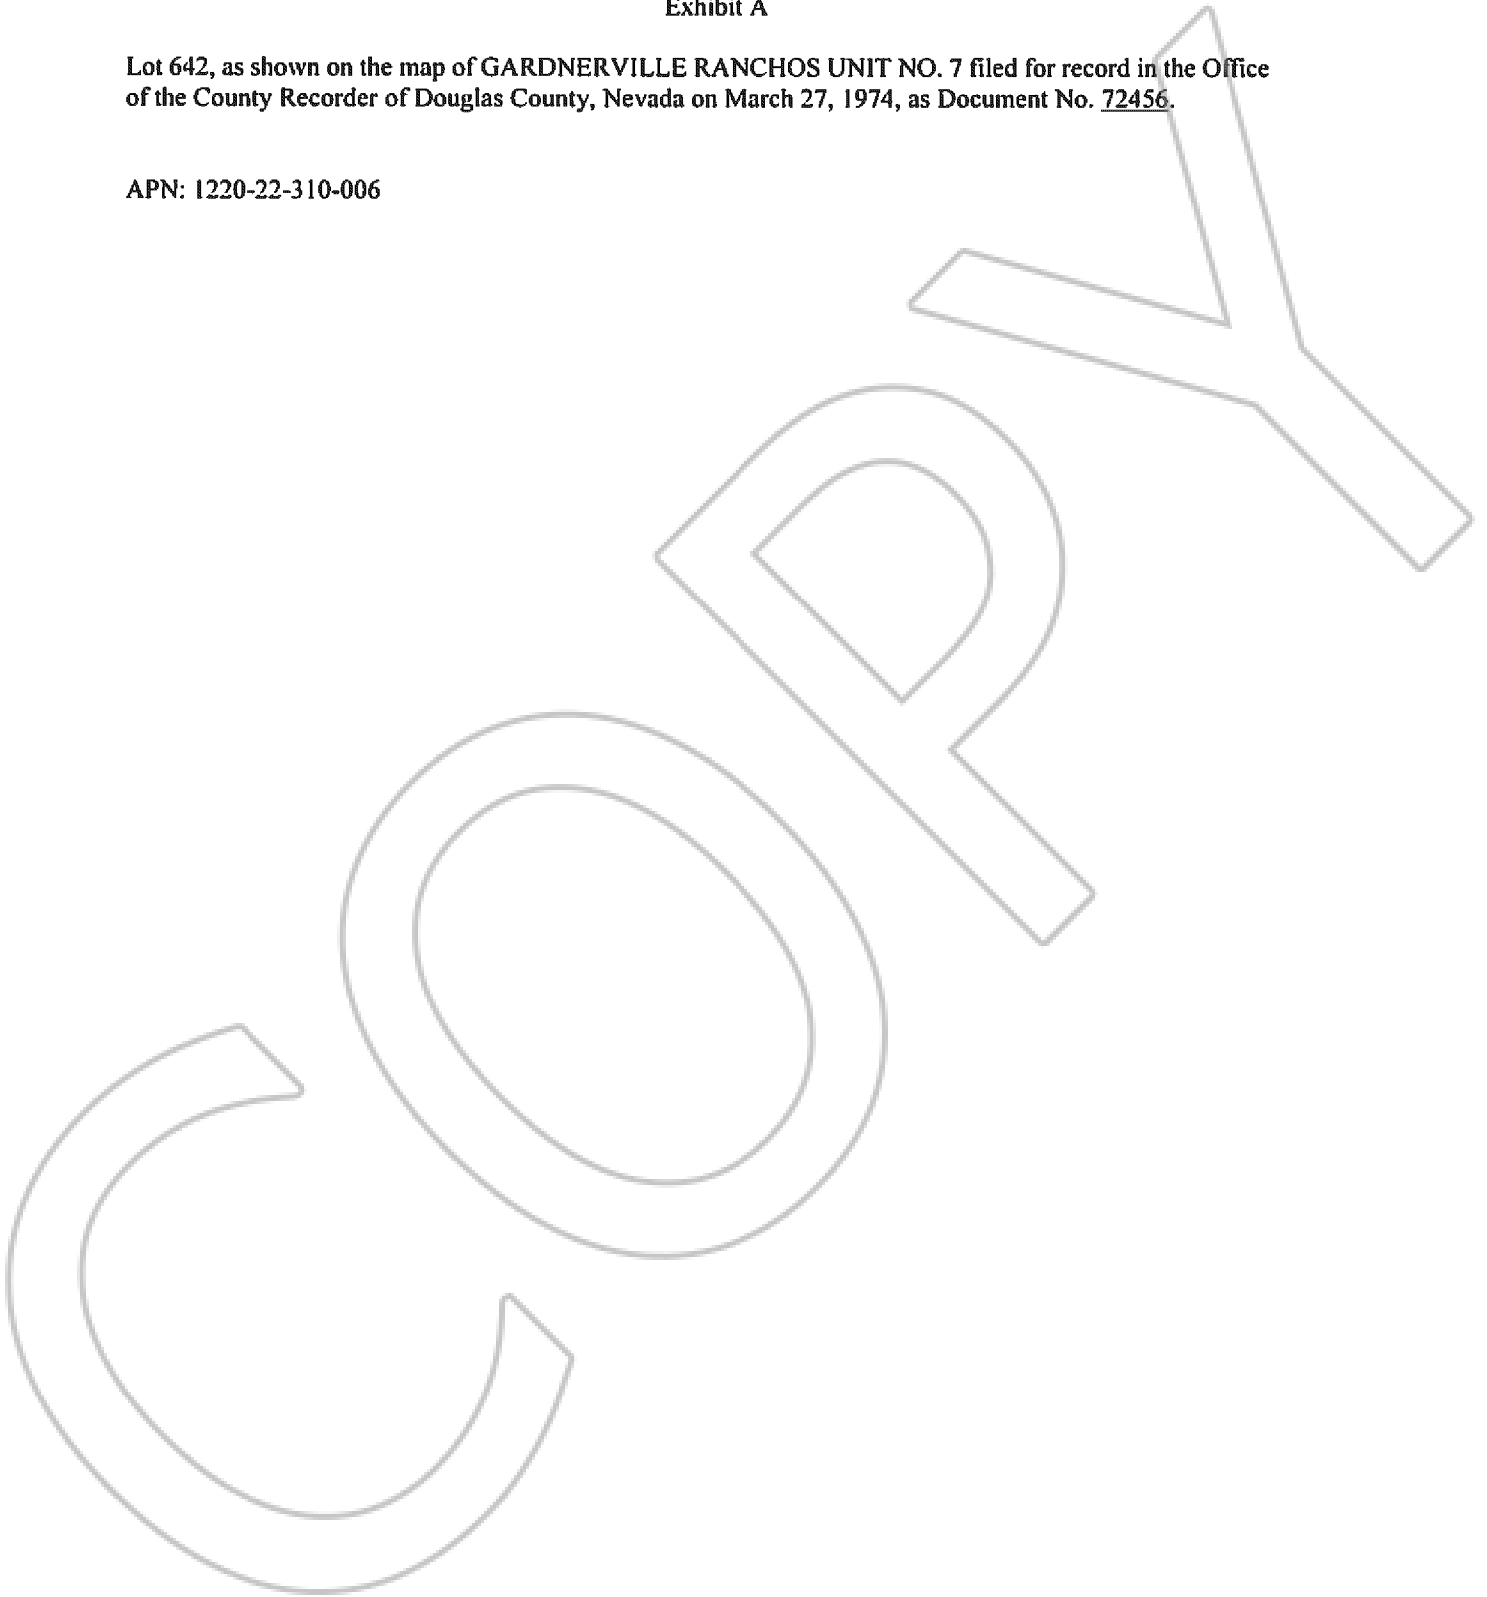 Exhibit A
Lot 642, as shown on the map of GARDNERVILLE RANCHOS UNIT NO. 7 filed for record in the Office
of the County Recorder of Douglas County, Nevada on March 27, 1974, as Document No. 72456.
APN: 1220-22-310-006
COPY